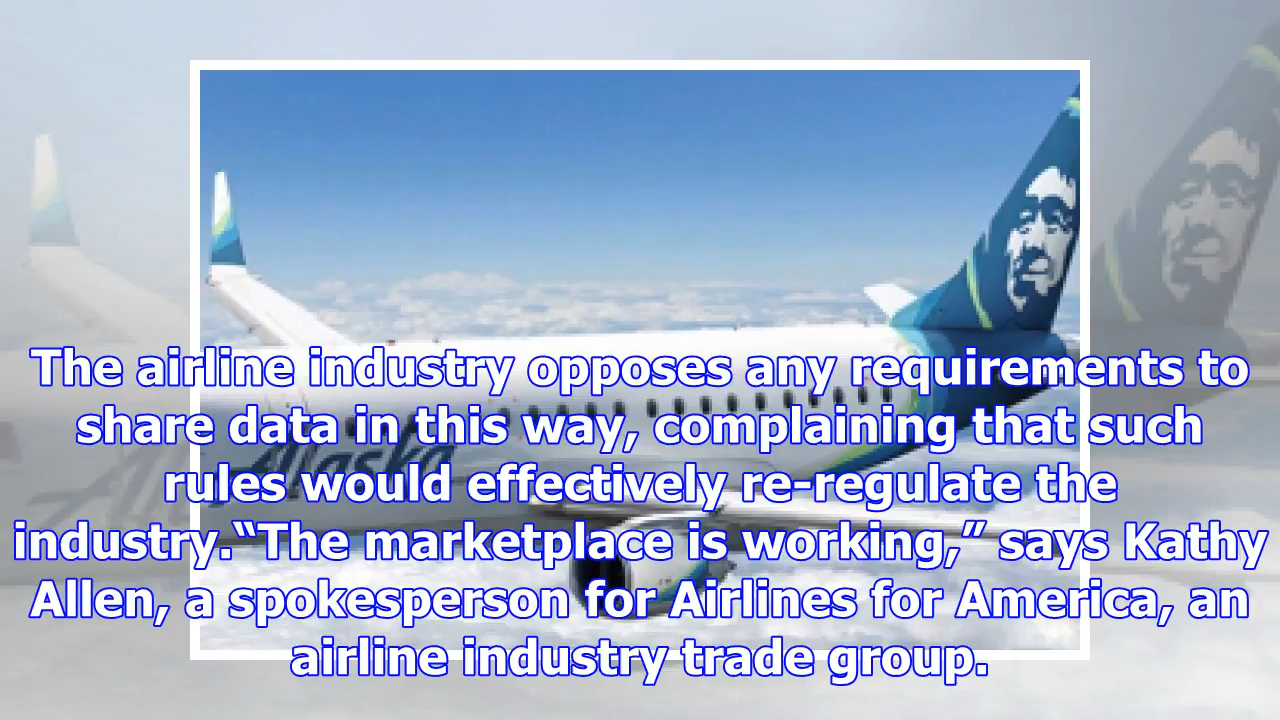 The airline industry opposes any requirements to
share data in this way, complaining that such
rules would effectively re-regulate the
industry.“The marketplace is working,” says Kathy
Allen, a spokesperson for Airlines for America, an
airline industry trade group.
Alaska